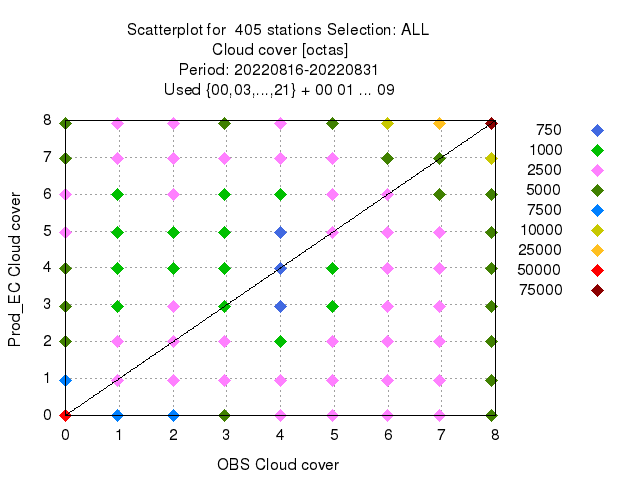 Scatterplot for 405 stations Selection: ALL
Cloud cover [octas]
Period: 20220816-20220831
Used {00,03,...,21} + 00 01 ... 09
8
7
6
5
4
3
2
1
0
Prod_EC Cloud cover
0 1 2 3 4 5 6 7 8
OBS Cloud cover
750
1000
2500
5000
7500
10000
25000
50000
75000